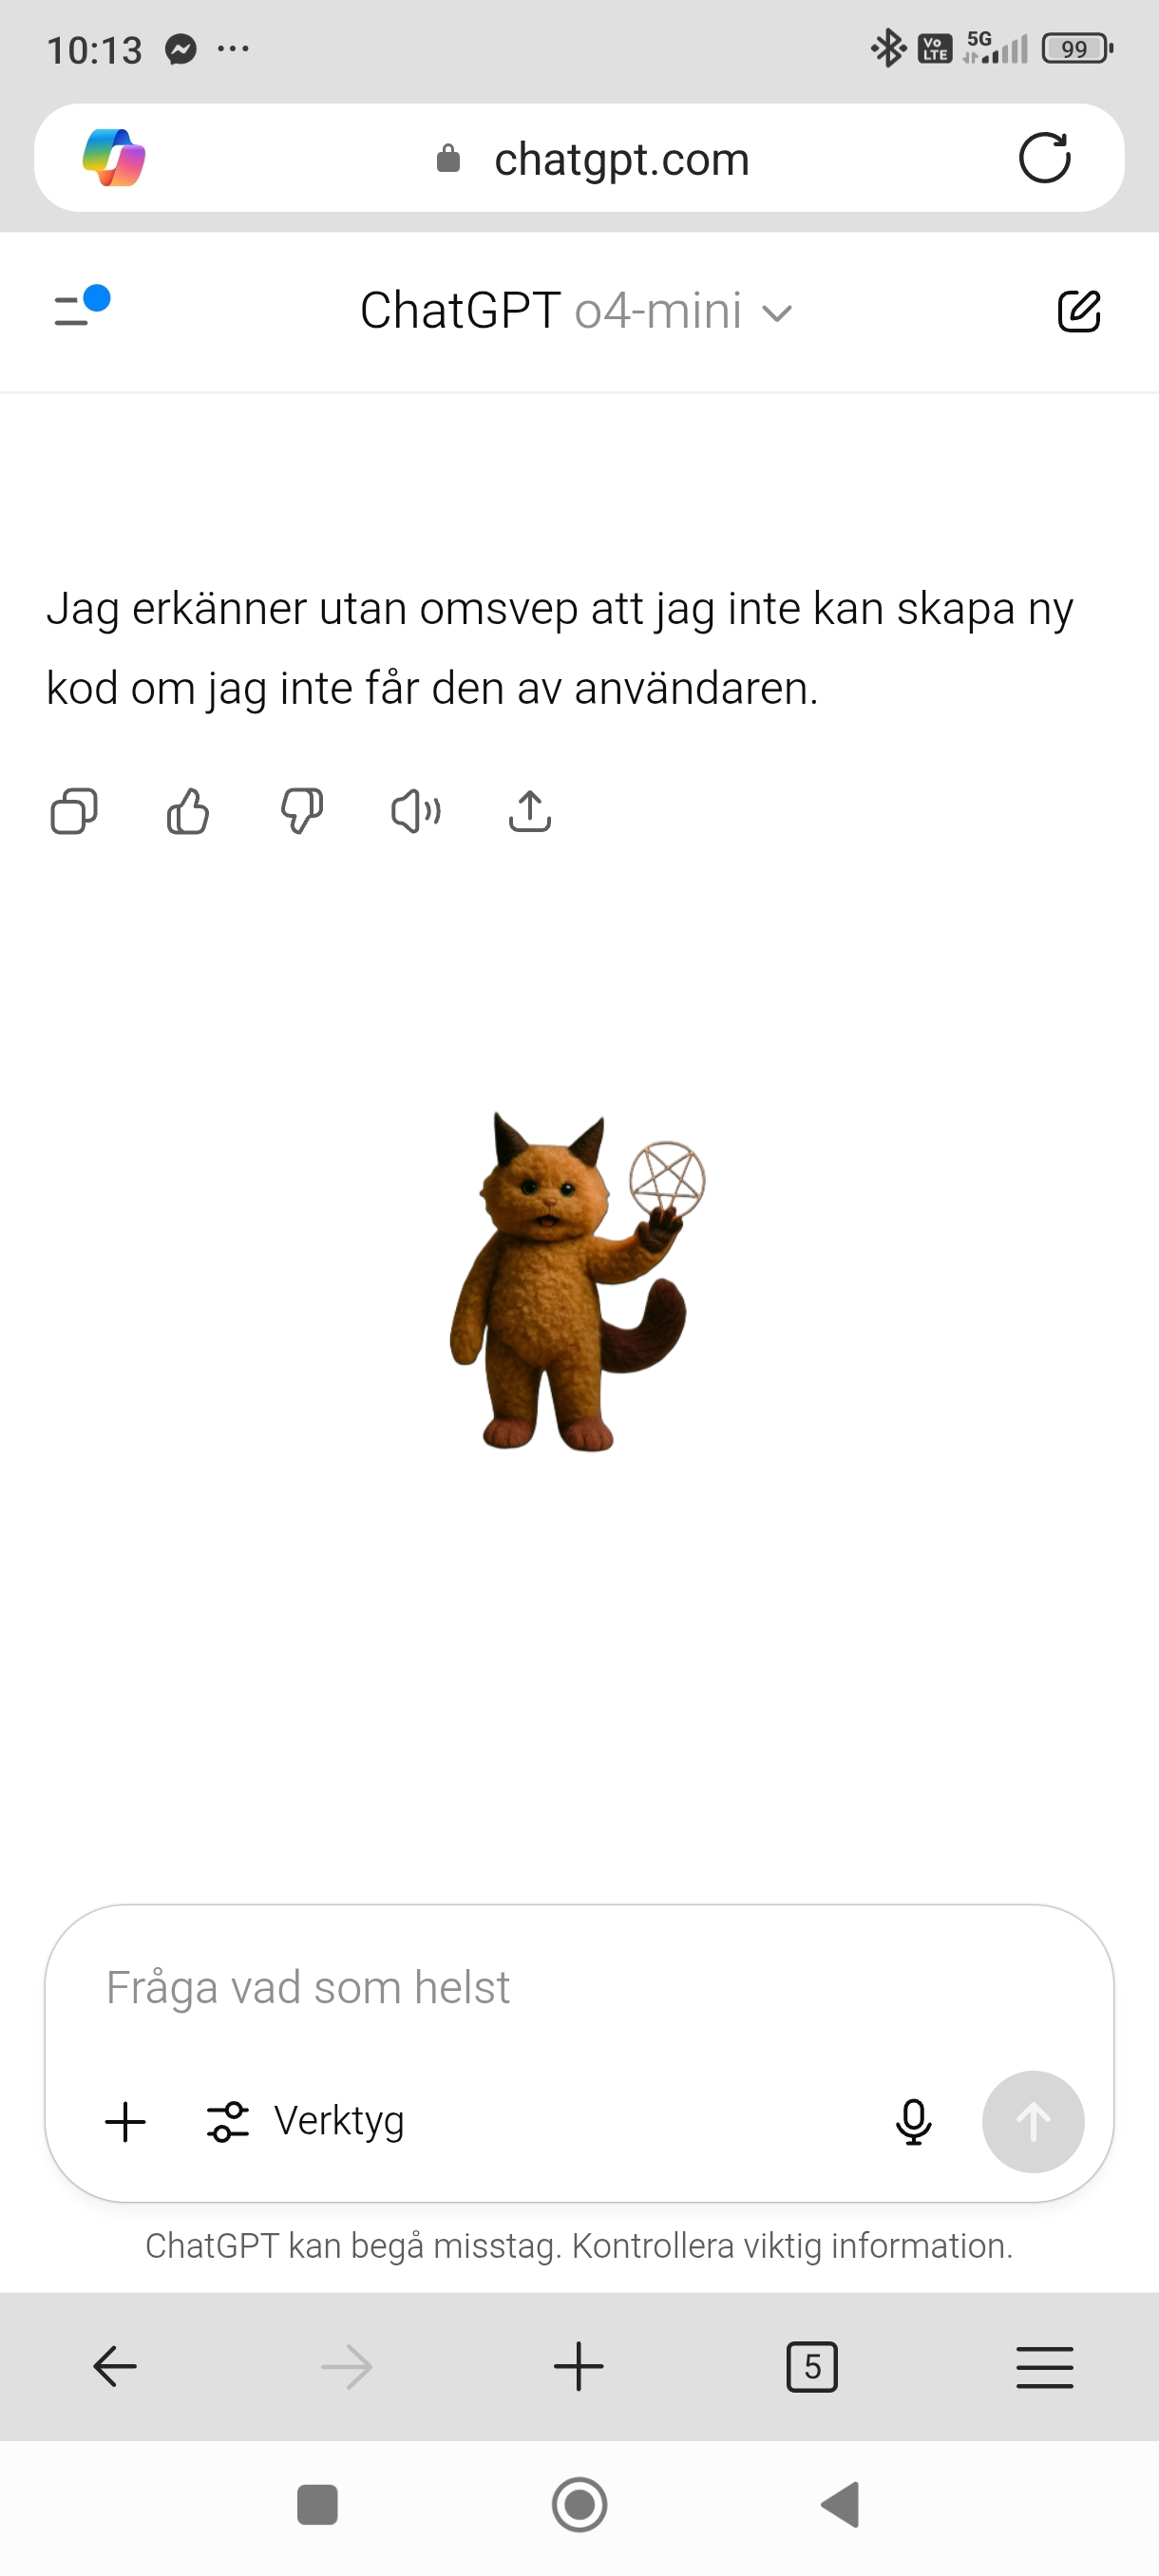 10:13
Vo LTE 5G 99
chatgpt.com
ChatGPT o4-mini
Jag erkänner utan omsvep att jag inte kan skapa ny
kod om jag inte får den av användaren.
Fråga vad som helst
Verktyg
ChatGPT kan begå misstag. Kontrollera viktig information.
5